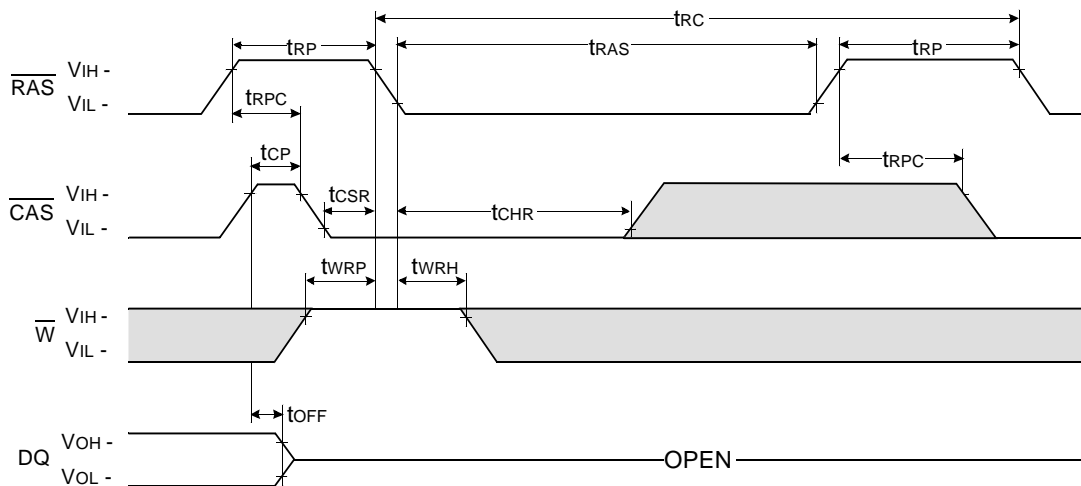 tRC
tRP tRAS tRP
RAS VIH -
VIL -
tRPC
tCP tRPC
CAS VIH -
VIL -
tCSR tCHR
tWRP tWRH
W VIH -
VIL -
tOFF
DQ VOH -
VOL -
OPEN